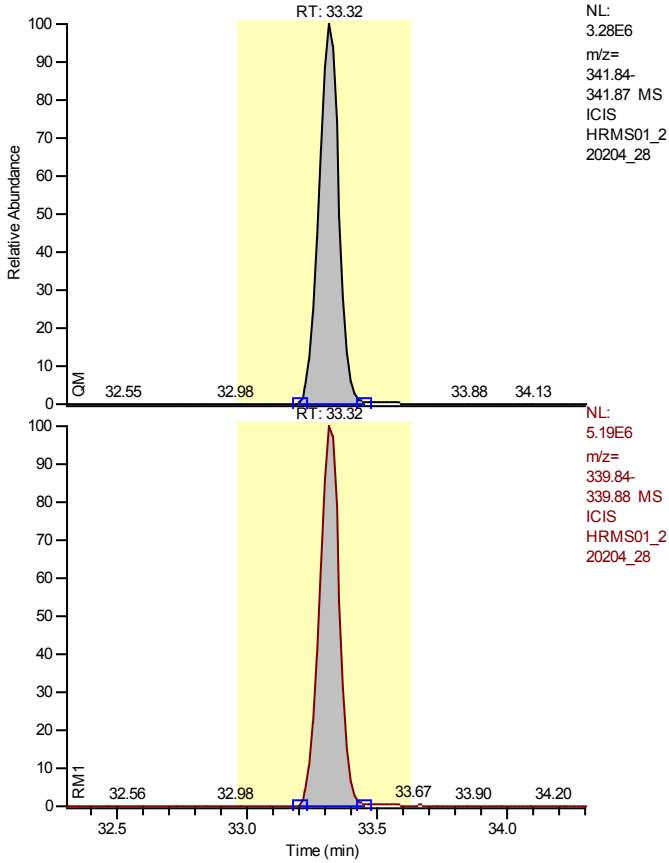 RT: 33.32
NL:
3.28E6
m/z=
341.84-
341.87 MS
ICIS
HRMS01_2
20204_28
100
90
80
70
60
50
40
30
20
10
0
Relative Abundance
QM
32.55 32.98 33.88 34.13
RT: 33.32
NL:
5.19E6
m/z=
339.84-
339.88 MS
ICIS
HRMS01_2
20204_28
100
90
80
70
60
50
40
30
20
10
0
RM1
32.56 32.98 33.67 33.90 34.20
32.5 33.0 33.5 34.0
Time (min)